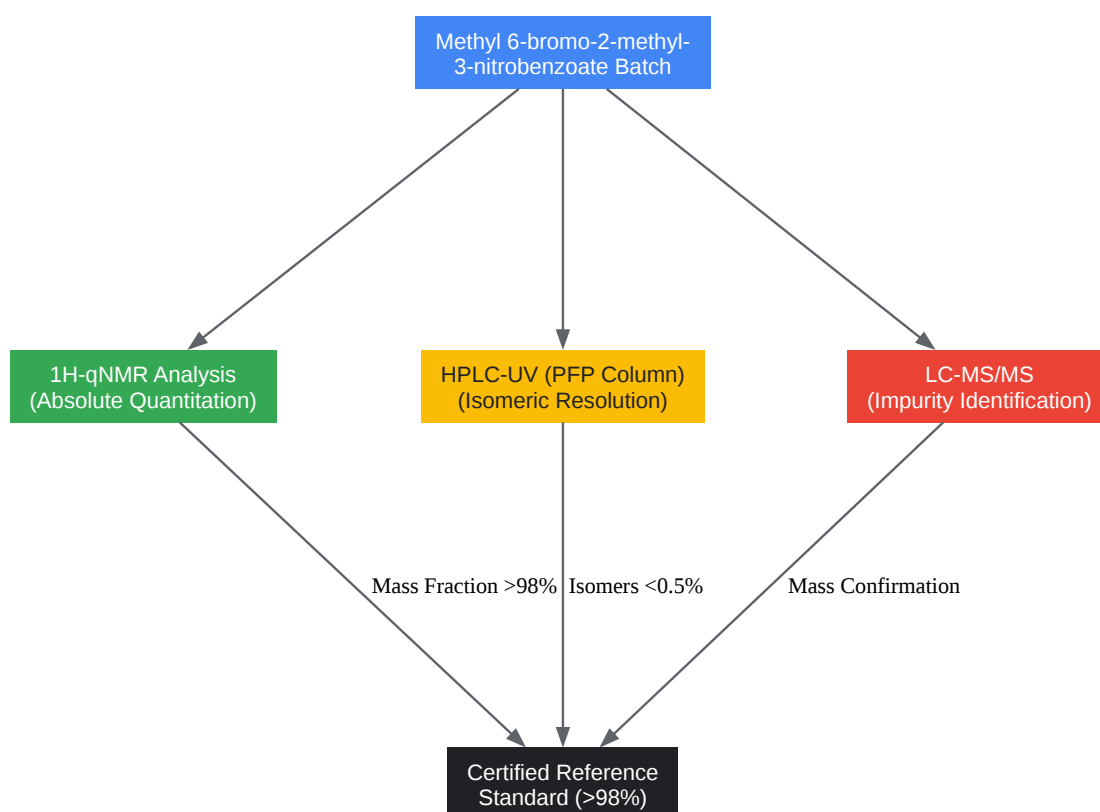 Methyl 6-bromo-2-methyl-
3-nitrobenzoate Batch
1H-qNMR Analysis
(Absolute Quantitation)
HPLC-UV (PFP Column)
(Isomeric Resolution)
LC-MS/MS
(Impurity Identification)
Mass Fraction >98%
Isomers <0.5%
Mass Confirmation
Certified Reference
Standard (>98%)